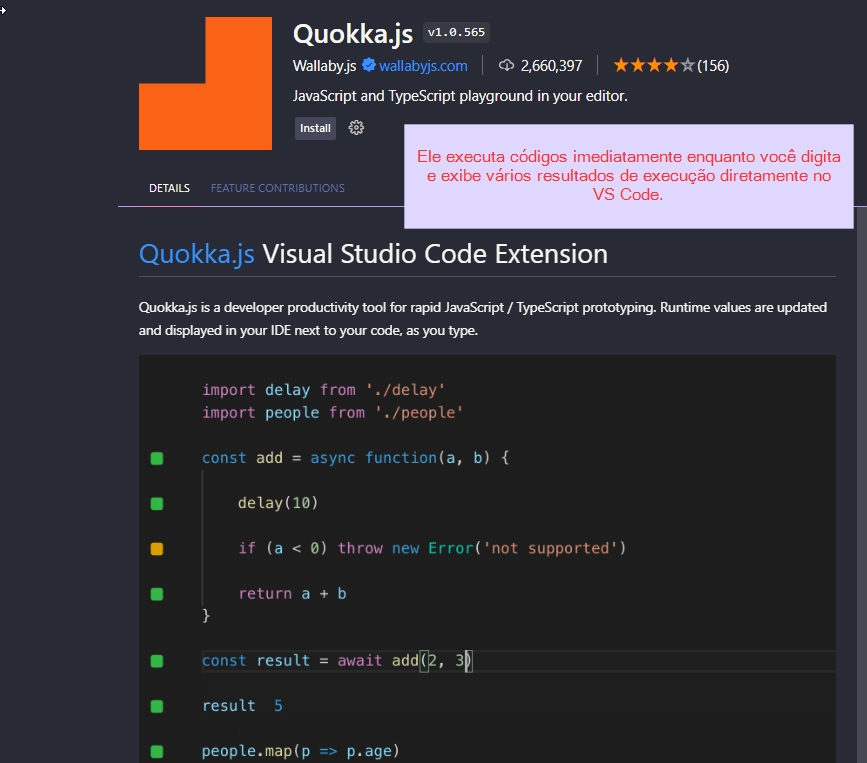 Quokka.js v1.0.565
Wallaby.js wallabyjs.com 2,660,397 (156)
JavaScript and TypeScript playground in your editor.
Install
Ele executa códigos imediatamente enquanto você digita
e exibe vários resultados de execução diretamente no
VS Code.
DETAILS FEATURE CONTRIBUTIONS
Quokka.js Visual Studio Code Extension
Quokka.js is a developer productivity tool for rapid JavaScript / TypeScript prototyping. Runtime values are updated
and displayed in your IDE next to your code, as you type.
import delay from './delay'
import people from './people'
const add = async function(a, b) {
delay(10)
if (a < 0) throw new Error('not supported')
return a + b
}
const result = await add(2, 3)
result 5
people.map(p => p.age)